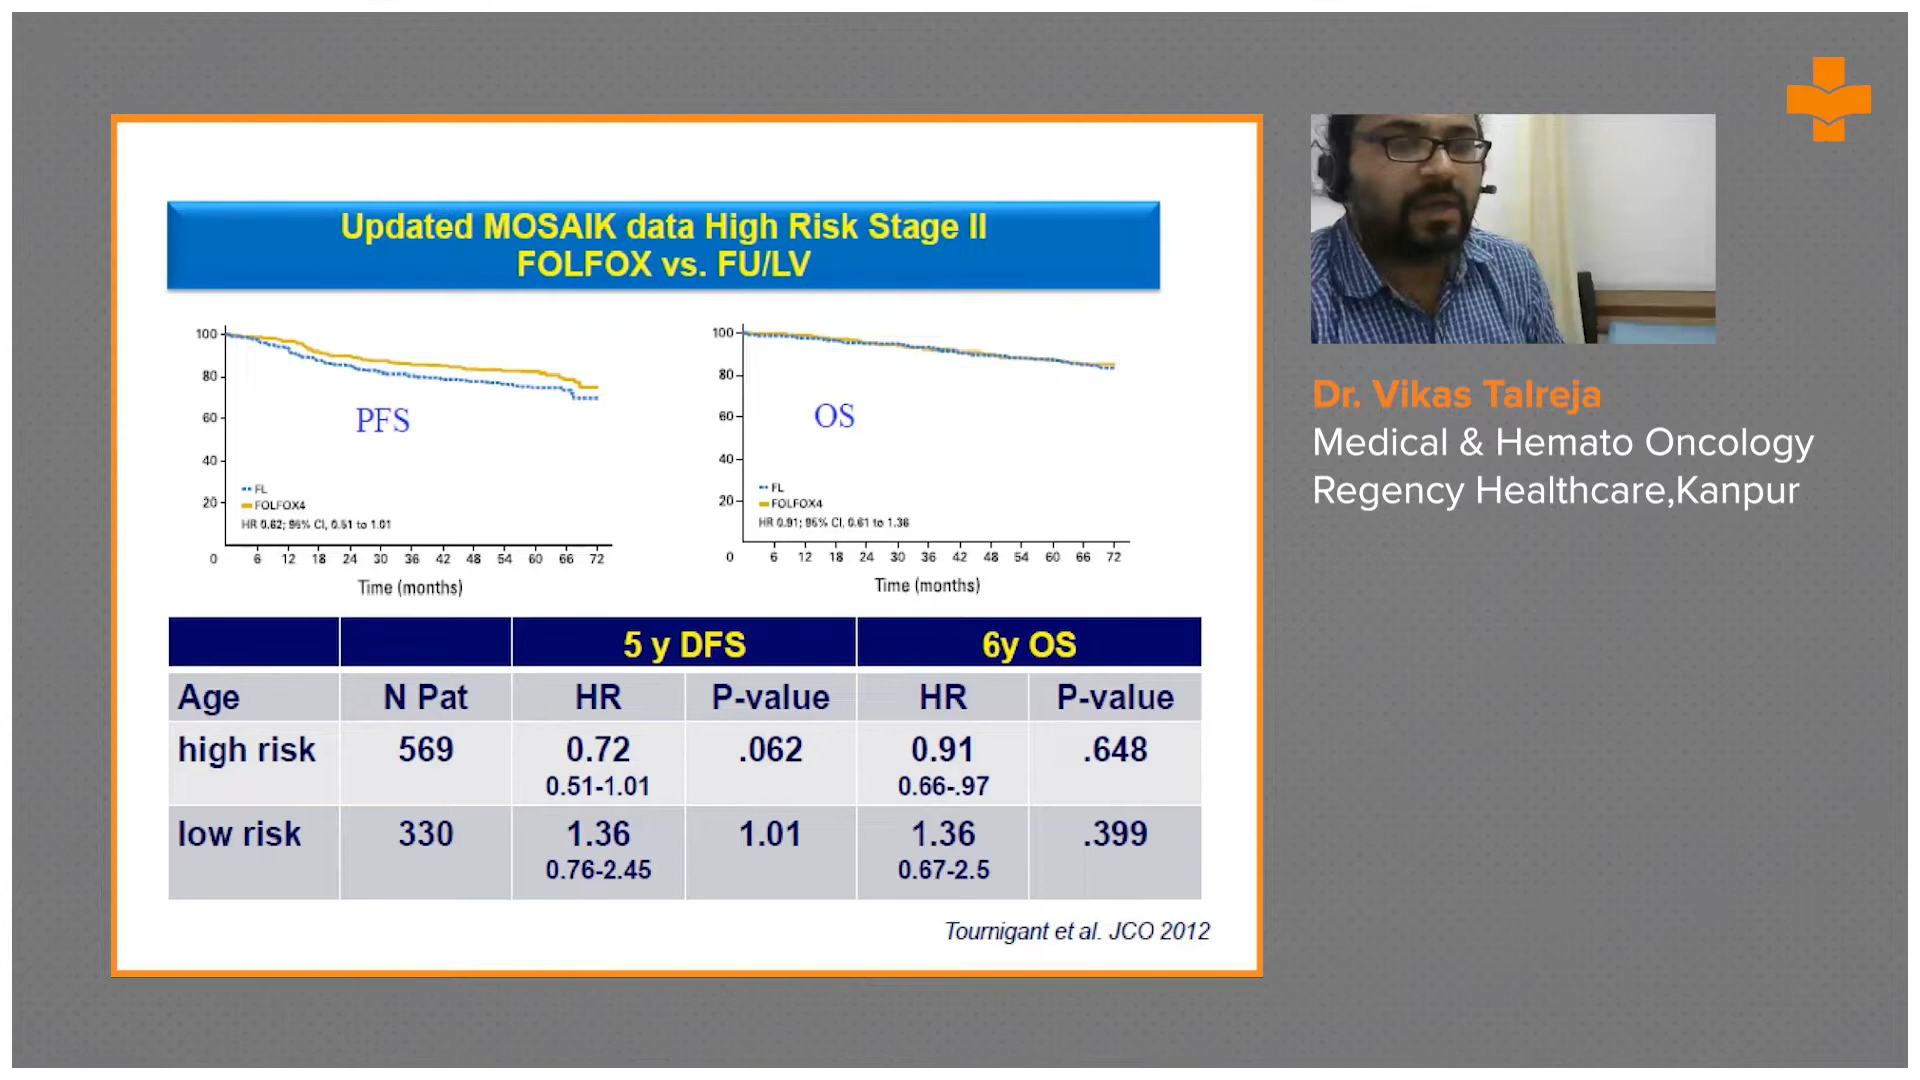 Updated MOSAIK data High Risk Stage II
FOLFOX vs. FU/LV
100
80
60
40
20
PFS
FL
FOLFOX4
HR 0.62; 95% CI, 0.51 to 1.01
0 6 12 18 24 30 36 42 48 54 60 66 72
Time (months)
100
80
60
40
20
OS
FL
FOLFOX4
HR 0.91; 95% CI, 0.61 to 1.36
0 6 12 18 24 30 36 42 48 54 60 66 72
Time (months)
5 y DFS 6y OS
Age N Pat HR P-value HR P-value
high risk 569 0.72 .062 0.91 .648
0.51-1.01 0.66-.97
low risk 330 1.36 1.01 1.36 .399
0.76-2.45 0.67-2.5
Tournigant et al. JCO 2012
Dr. Vikas Talreja
Medical & Hemato Oncology
Regency Healthcare,Kanpur